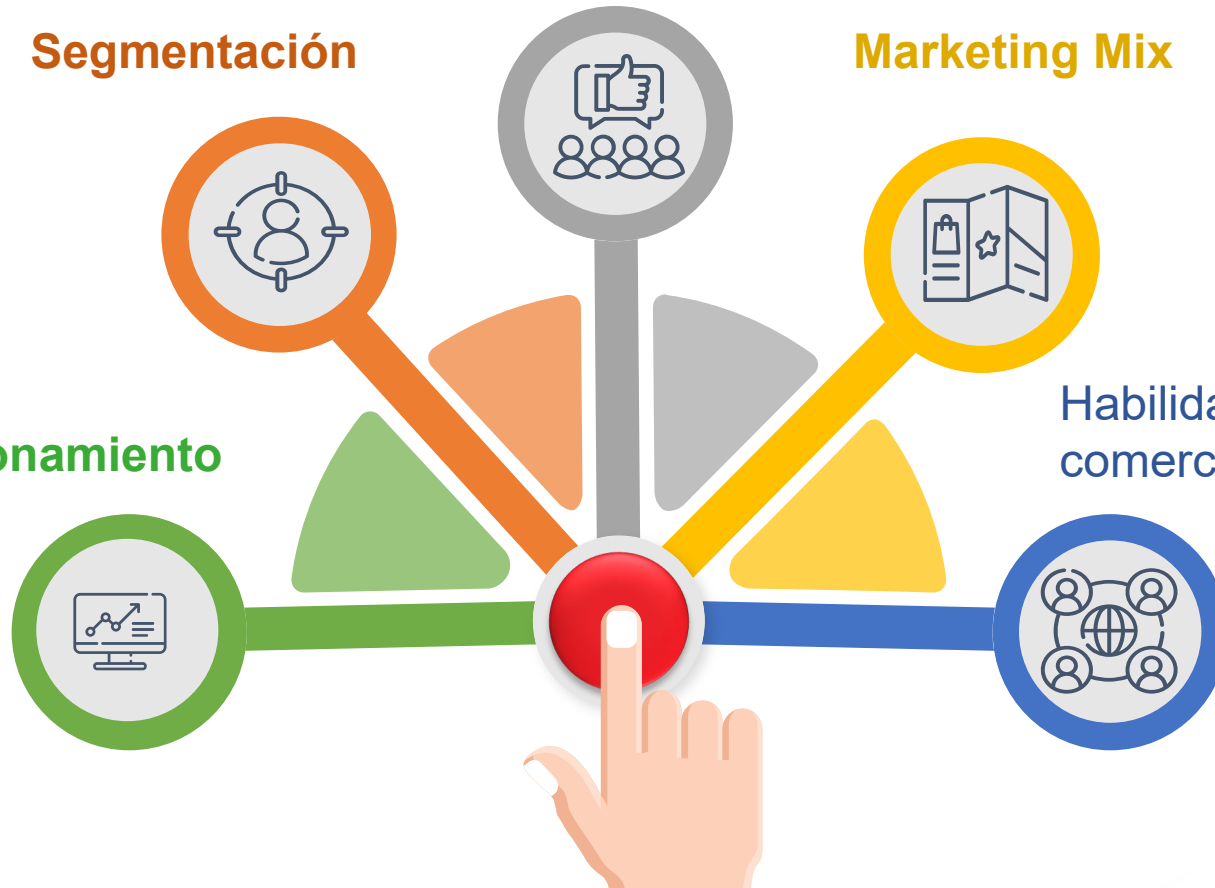 Segmentación
Marketing Mix
Habilida
comerc
onamiento